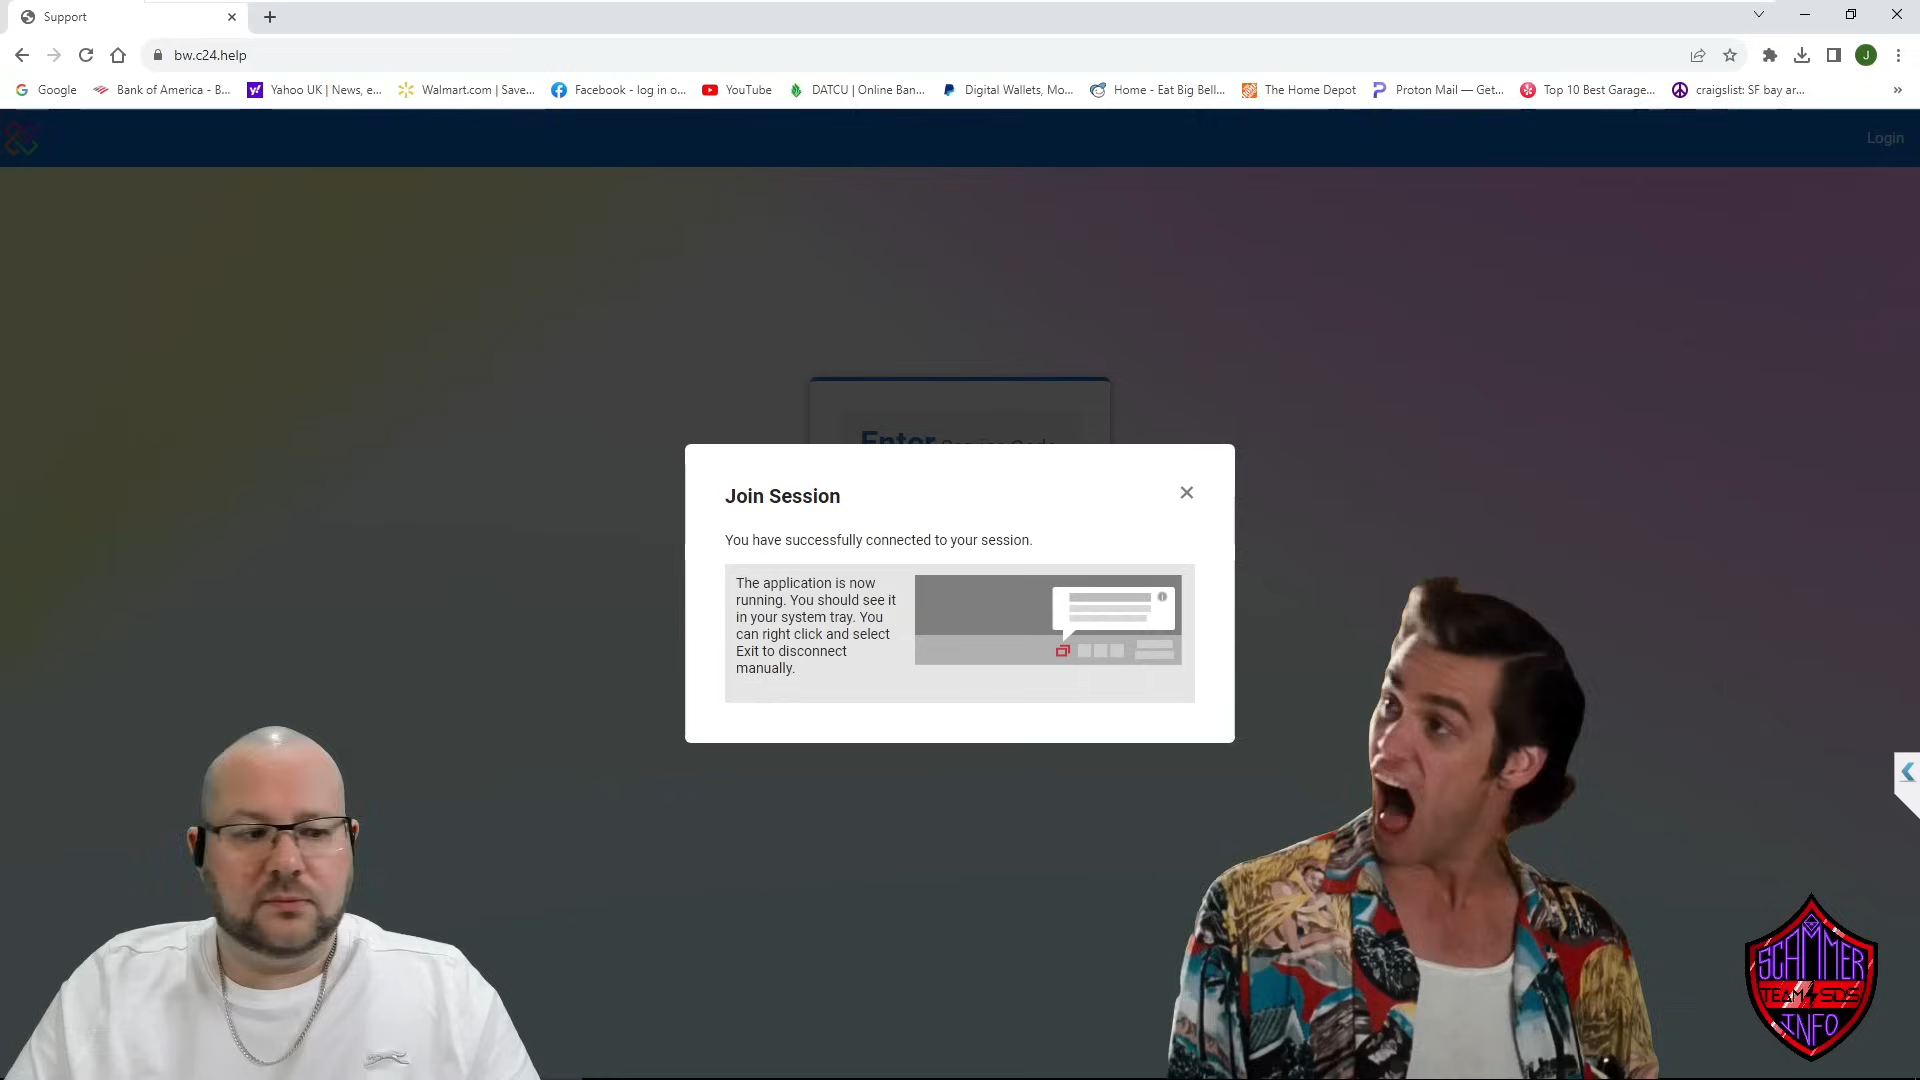 Support
bw.c24.help
J
Google
Bank of America - B...
Yahoo UK | News, e...
Walmart.com | Save...
Facebook - log in o...
YouTube
DATCU | Online Ban...
Digital Wallets, Mo...
Home - Eat Big Bell...
The Home Depot
Proton Mail — Get...
Top 10 Best Garage...
craigslist: SF bay ar...
Login
Enter Service Code
Join Session
You have successfully connected to your session.
The application is now
running. You should see it
in your system tray. You
can right click and select
Exit to disconnect
manually.
SCAMMER
TEAM SDS
INFO